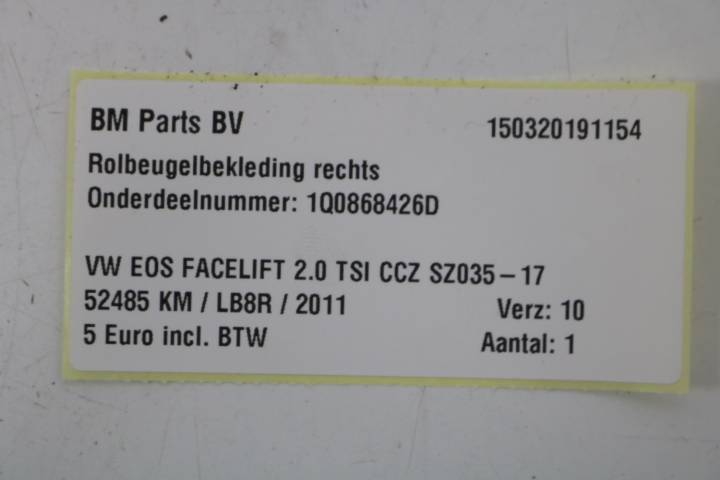 BM Parts BV 150320191154
Rolbeugelbekleding rechts
Onderdeelnummer: 1Q0868426D
VW EOS FACELIFT 2.0 TSI CCZ SZ035-17
52485 KM / LB8R / 2011 Verz: 10
5 Euro incl. BTW Aantal: 1